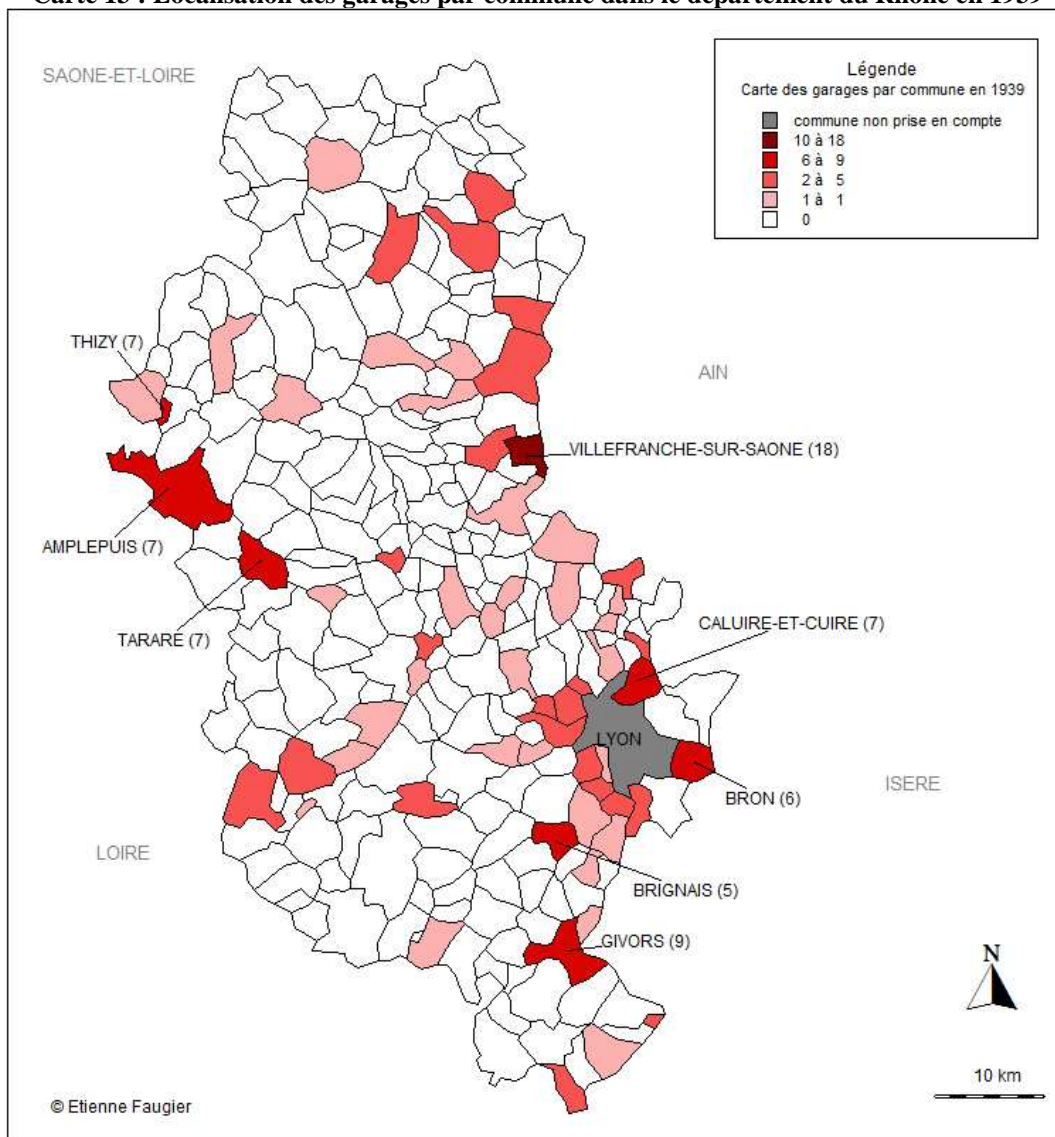 Carte 15 : Localisation des garages par commune dans le département du Rhône en 1939
SAONE-ET-LOIRE
Légende
Carte des garages par commune en 1939
commune non prise en compte
10 à 18
6 à 9
2 à 5
1 à 1
0
THIZY (7)
AIN
VILLEFRANCHE-SUR-SAONE (18)
AMPLEPUIS (7)
TARARE (7)
CALUIRE-ET-CUIRE (7)
LYON
BRON (6)
ISERE
LOIRE
BRIGNAIS (5)
GIVORS (9)
N
10 km
© Etienne Faugier